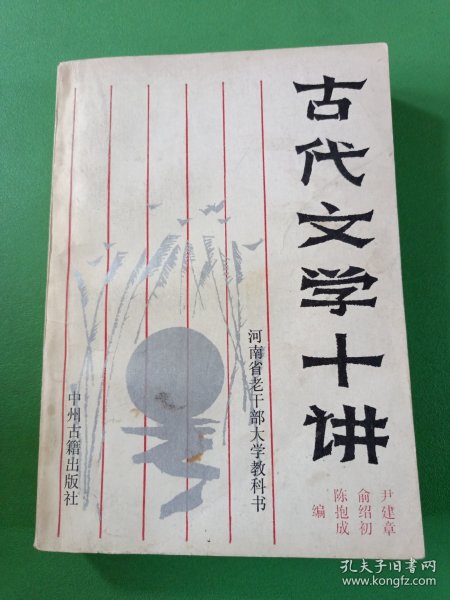 古代文学十讲
尹建章
俞绍初
陈抱成
编
河南省老干部大学教科书
中州古籍出版社
孔夫子旧书网
www.kongfz.com